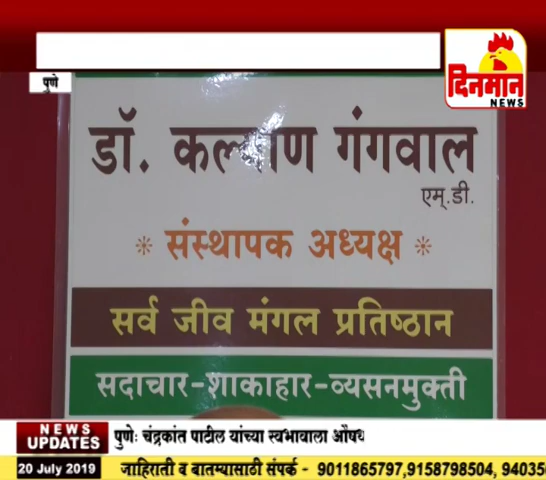 दिनमान
NEWS
पुणे
डॉ. कल्याण गंगवाल
एम्.डी.
* संस्थापक अध्यक्ष *
सर्व जीव मंगल प्रतिष्ठान
सदाचार-शाकाहार-व्यसनमुक्ती
NEWS UPDATES
पुणेः चंद्रकांत पाटील यांच्या स्वभावाला औषध
20 July 2019
जाहिराती व बातम्यासाठी संपर्क - 9011865797,9158798504, 94035